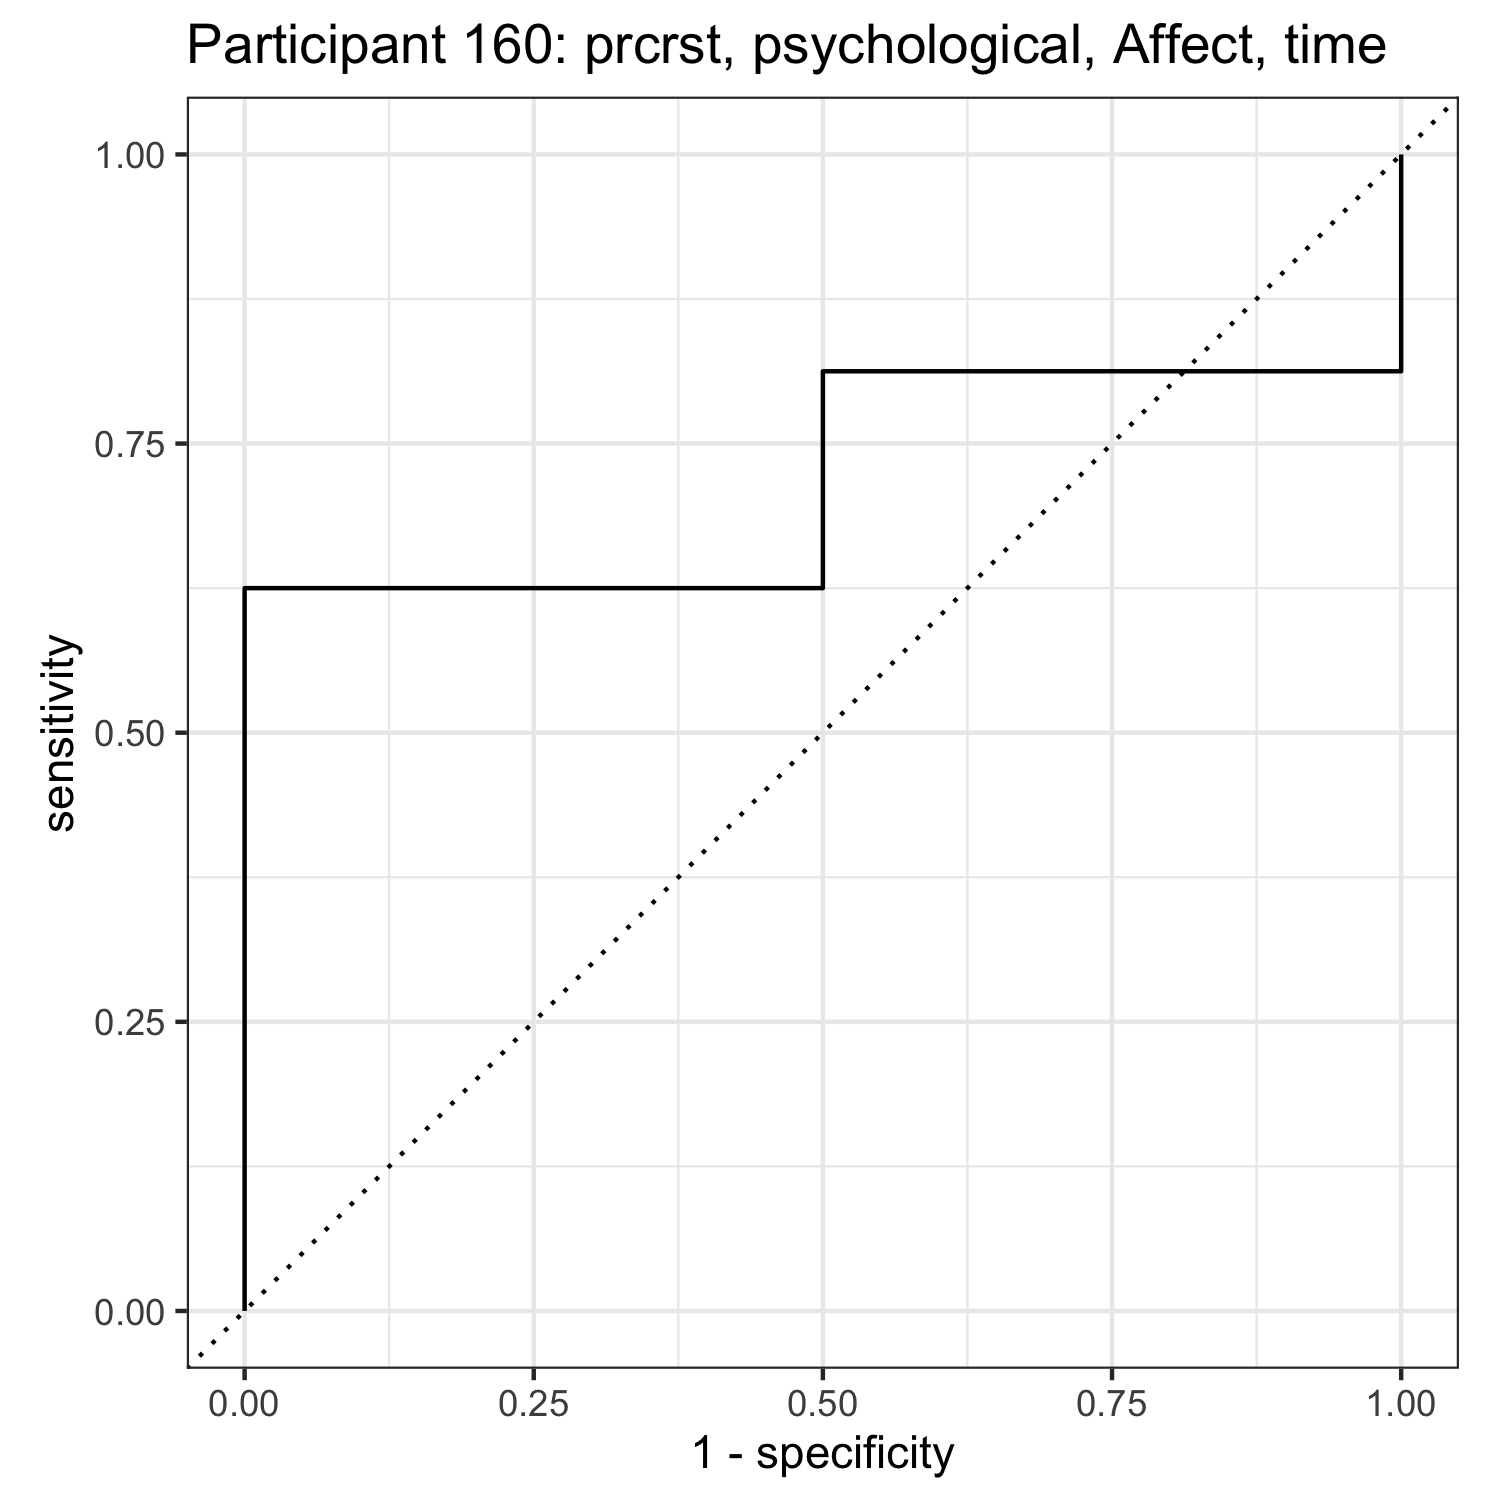 Participant 160: prcrst, psychological, Affect, time
1.00
0.75
0.50
0.25
0.00
sensitivity
0.00 0.25 0.50 0.75 1.00
1 - specificity